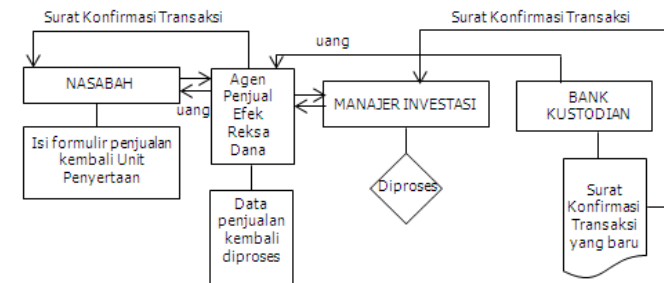 Surat Konfirmasi Transaksi
Surat Konfirmasi Transaksi
uang
NASABAH
uang
Agen
Penjual
Efek
Reksa
Dana
MANAJER INVESTASI
BANK
KUSTODIAN
Isi formulir penjualan
kembali Unit
Penyertaan
Diproses
Data
penjualan
kembali
diproses
Surat
Konfirmasi
Transaksi
yang baru